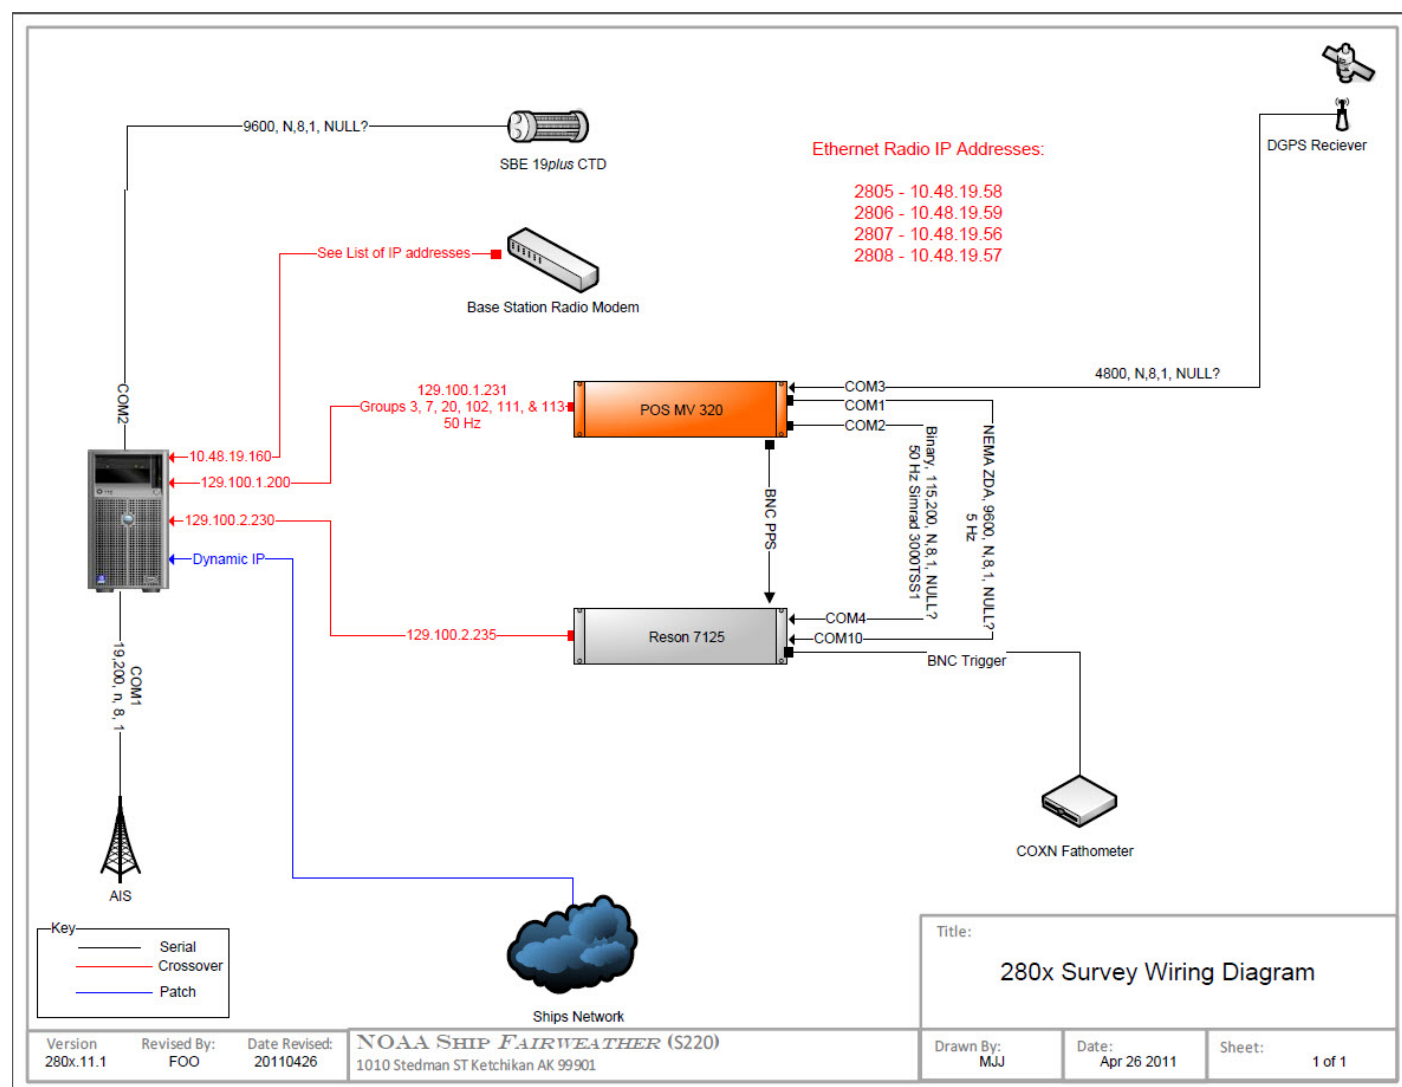 9600, N,8,1, NULL?
SBE 19plus CTD
Ethernet Radio IP Addresses:
2805 - 10.48.19.58
2806 - 10.48.19.59
2807 - 10.48.19.56
2808 - 10.48.19.57
DGPS Reciever
See List of IP addresses
Base Station Radio Modem
4800, N,8,1, NULL?
COM2
129.100.1.231
Groups 3, 7, 20, 102, 111, & 113
50 Hz
POS MV 320
COM3
COM1
COM2
10.48.19.160
129.100.1.200
129.100.2.230
Dynamic IP
BNC PPS
Binary, 115,200, N,8,1, NULL?
50 Hz Simrad 3000TSS1
NEMA ZDA, 9600, N,8,1, NULL?
5 Hz
129.100.2.235
Reson 7125
COM4
COM10
BNC Trigger
COM1
19,200, n, 8, 1
COXN Fathometer
AIS
Key
Serial
Crossover
Patch
Ships Network
Title:
280x Survey Wiring Diagram
Version
280x.11.1
Revised By:
FOO
Date Revised:
20110426
NOAA SHIP FAIRWEATHER (S220)
1010 Stedman ST Ketchikan AK 99901
Drawn By:
MJJ
Date:
Apr 26 2011
Sheet:
1 of 1